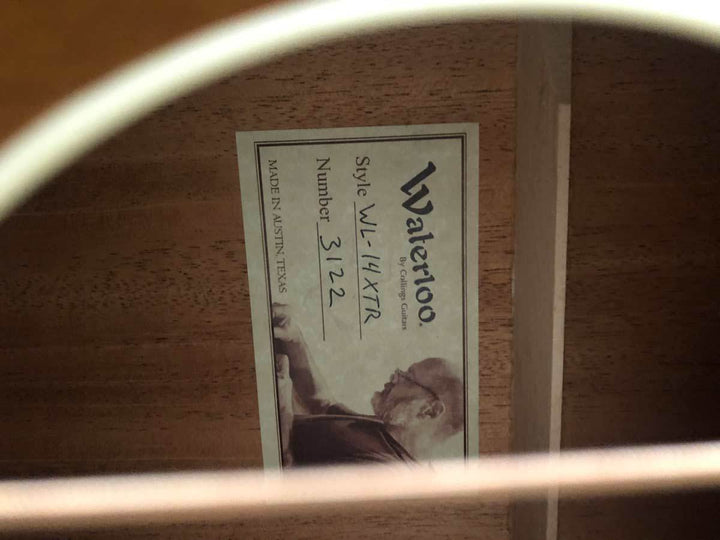 Waterloo.
By Collings Guitars
Style WL-14 XTR
Number 3122
MADE IN AUSTIN, TEXAS